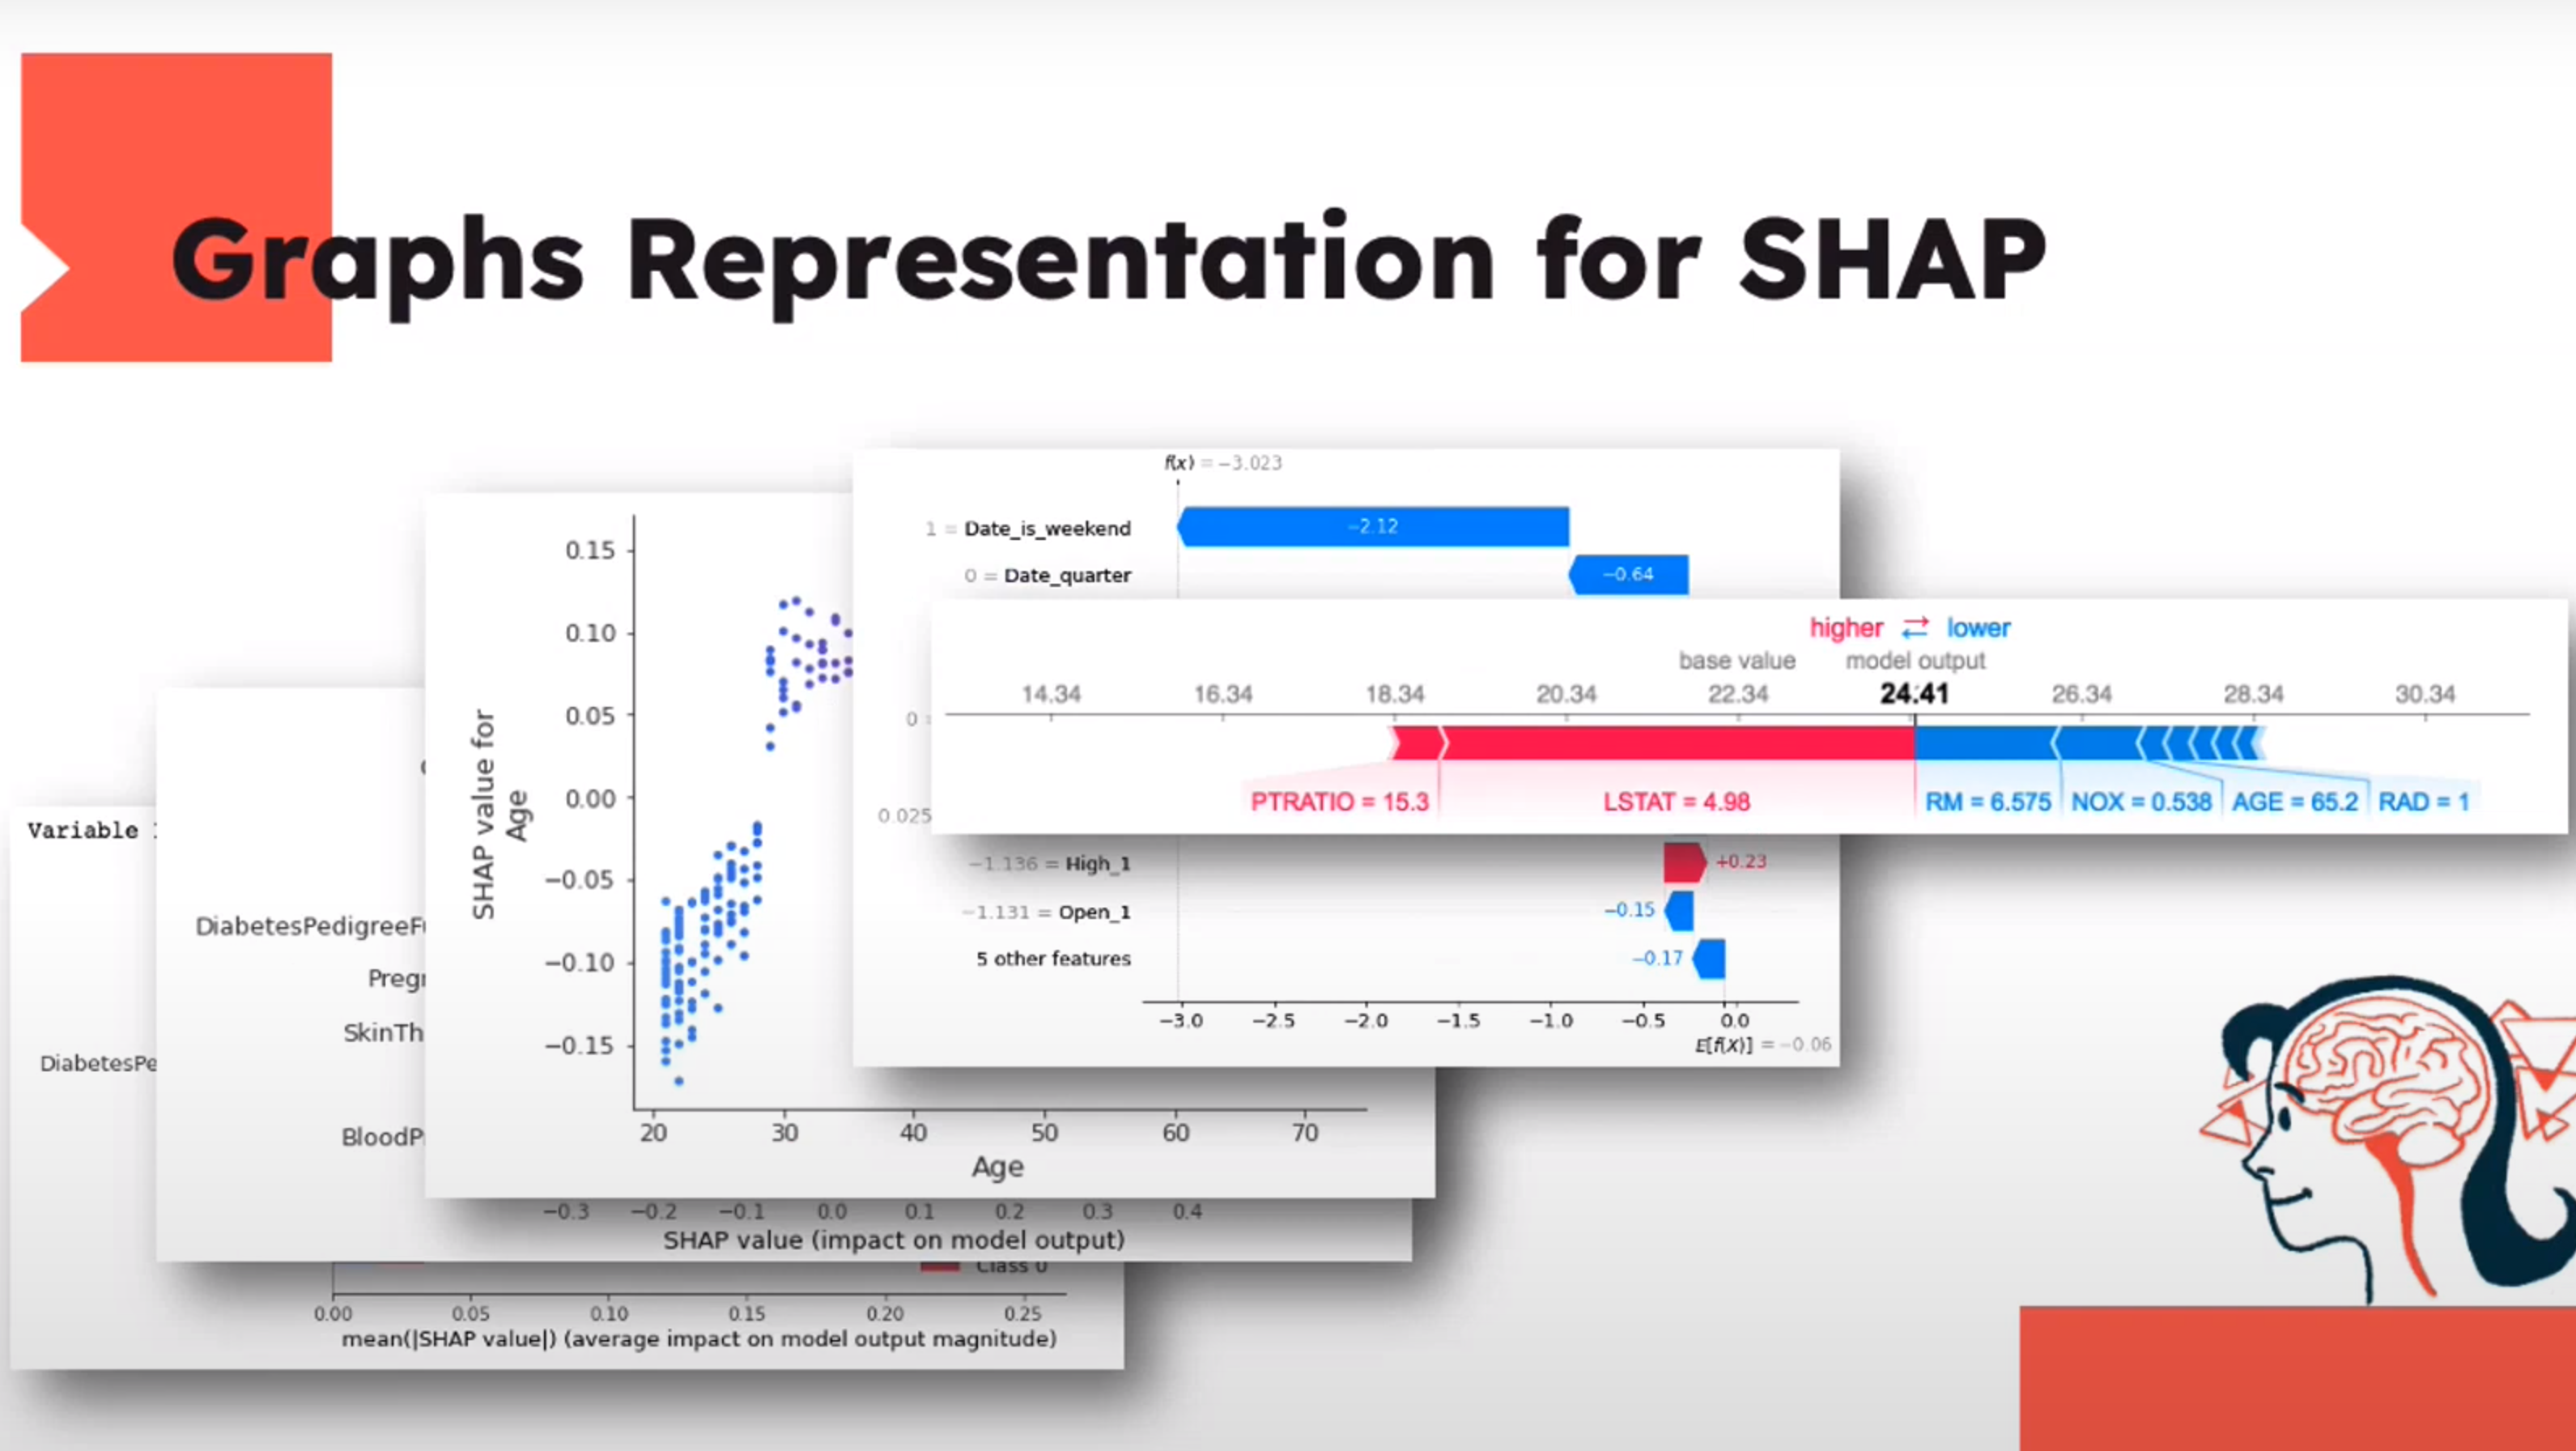 Graphs Representation for SHAP
f(x) = −3.023
1 = Date_is_weekend
−2.12
0 = Date_quarter
−0.64
higher ⇄ lower
base value model output
14.34 16.34 18.34 20.34 22.34 24.41 26.34 28.34 30.34
PTRATIO = 15.3 LSTAT = 4.98 RM = 6.575 NOX = 0.538 AGE = 65.2 RAD = 1
0 =
0.025
−1.136 = High_1
+0.23
−1.131 = Open_1
−0.15
5 other features
−0.17
−3.0 −2.5 −2.0 −1.5 −1.0 −0.5 0.0
E[f(X)] = −0.06
0.15
0.10
0.05
0.00
−0.05
−0.10
−0.15
SHAP value for
Age
20 30 40 50 60 70
Age
DiabetesPedigreeF
Pregr
SkinTh
BloodP
−0.3 −0.2 −0.1 0.0 0.1 0.2 0.3 0.4
SHAP value (impact on model output)
Variable
DiabetesPe
Class 0
0.00 0.05 0.10 0.15 0.20 0.25
mean(|SHAP value|) (average impact on model output magnitude)